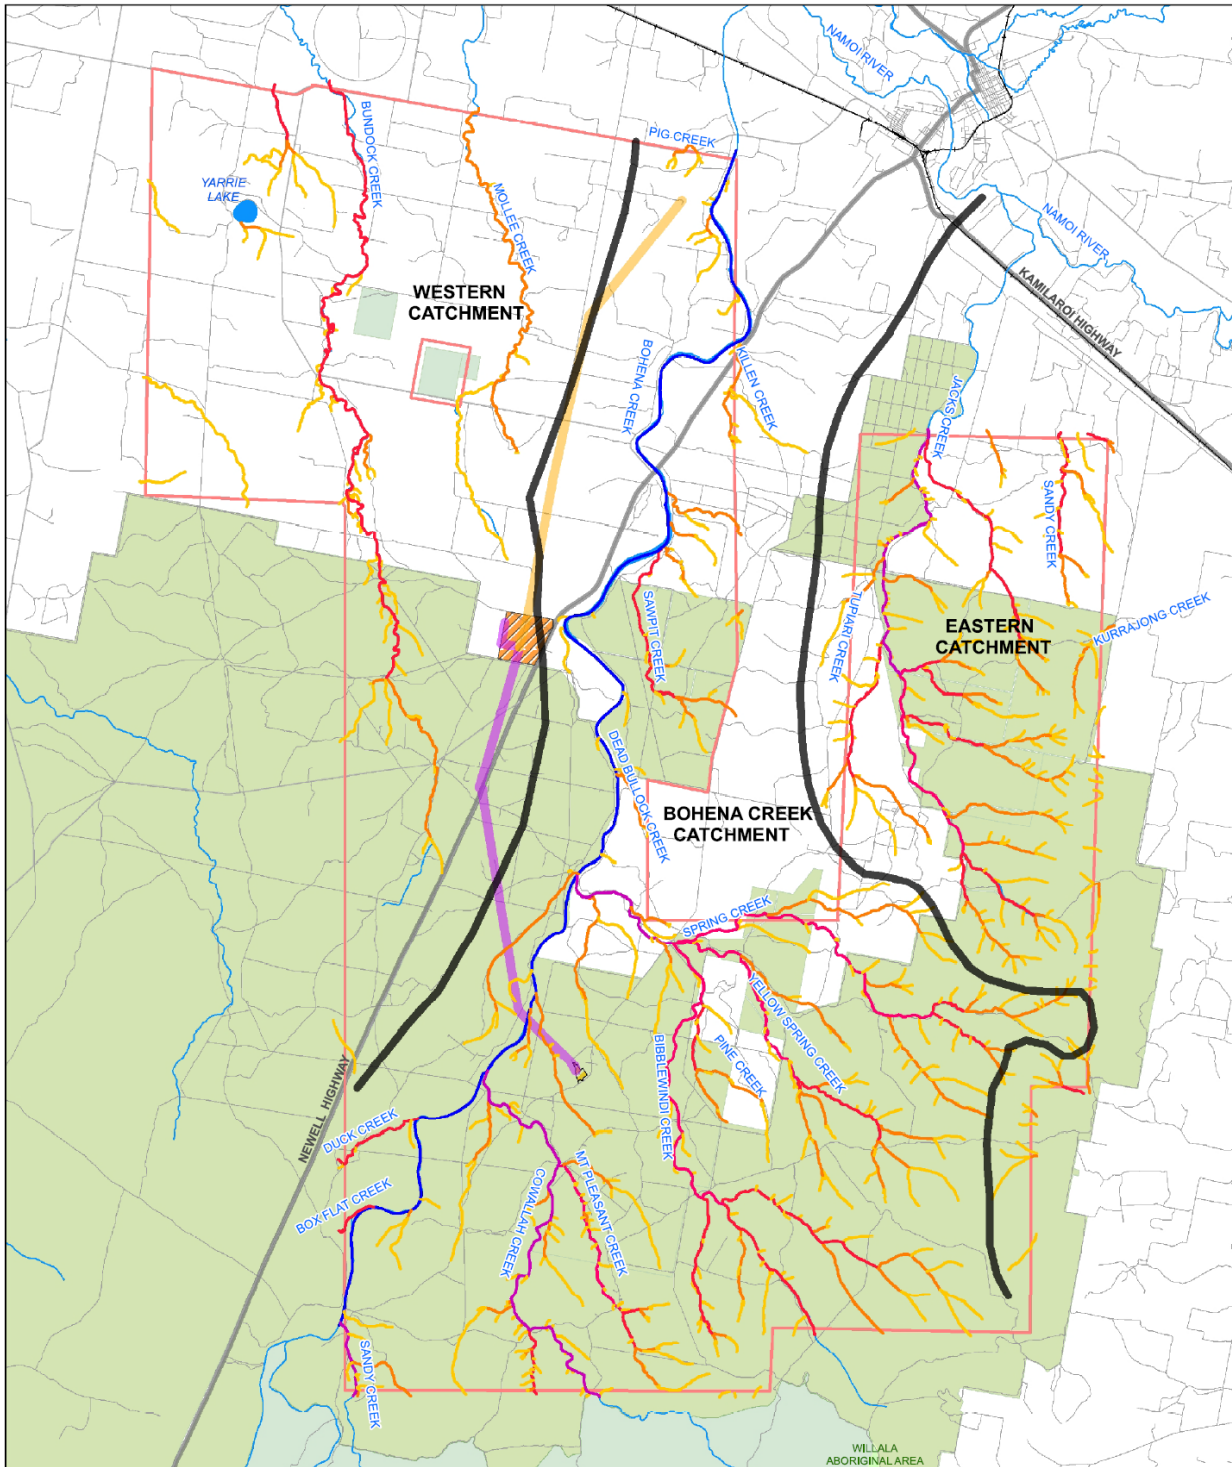 NAMOI RIVER
BUNDOCK CREEK
PIG CREEK
YARRIE
LAKE
MOLLEE CREEK
NAMOI RIVER
WESTERN
CATCHMENT
KAMILAROI HIGHWAY
BOHENA CREEK
KILLEN CREEK
JACKS CREEK
SANDY CREEK
SAWPIT CREEK
TUPIARI CREEK
EASTERN
CATCHMENT
KURRAJONG CREEK
DEAD BULLOCK CREEK
BOHENA CREEK
CATCHMENT
SPRING CREEK
YELLOW SPRING CREEK
PINE CREEK
BIBBLEWINDI CREEK
NEWELL HIGHWAY
DUCK CREEK
BOX FLAT CREEK
COWALLAH CREEK
MT PLEASANT CREEK
SANDY CREEK
WILLALA
ABORIGINAL AREA